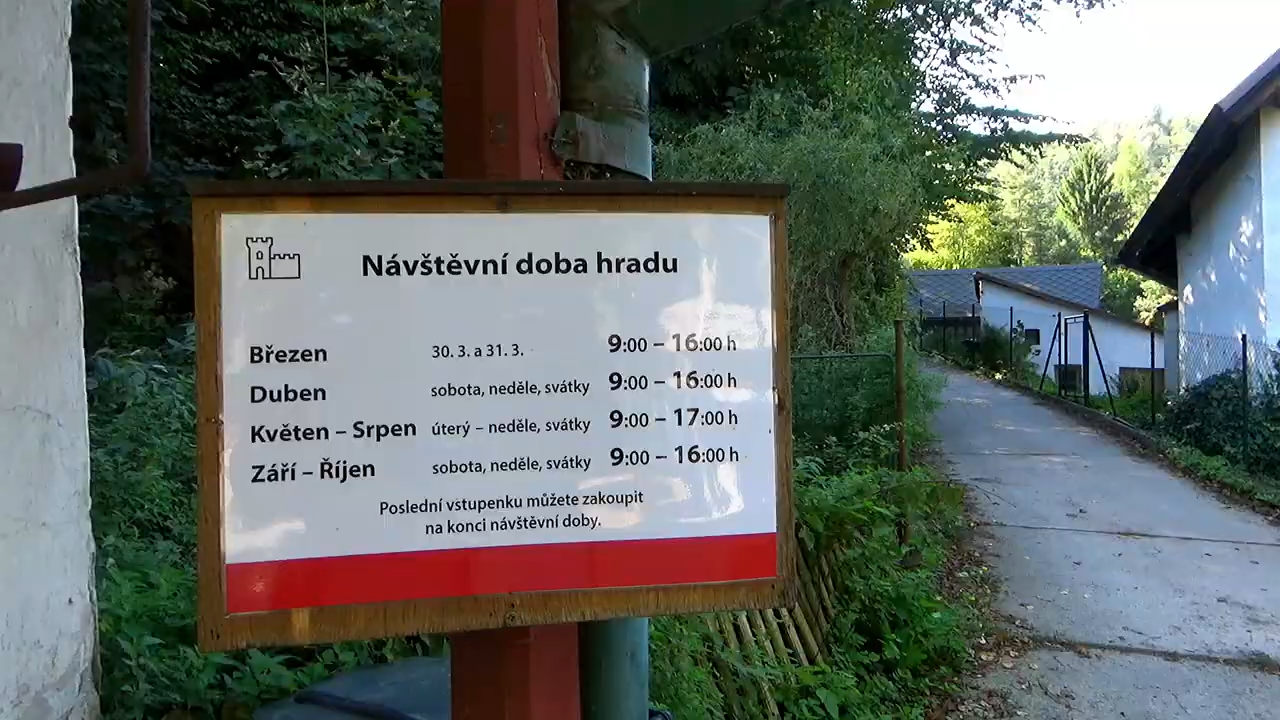 Návštěvní doba hradu
Březen 30. 3. a 31. 3. 9:00 – 16:00 h
Duben sobota, neděle, svátky 9:00 – 16:00 h
Květen – Srpen úterý – neděle, svátky 9:00 – 17:00 h
Září – Říjen sobota, neděle, svátky 9:00 – 16:00 h
Poslední vstupenku můžete zakoupit
na konci návštěvní doby.